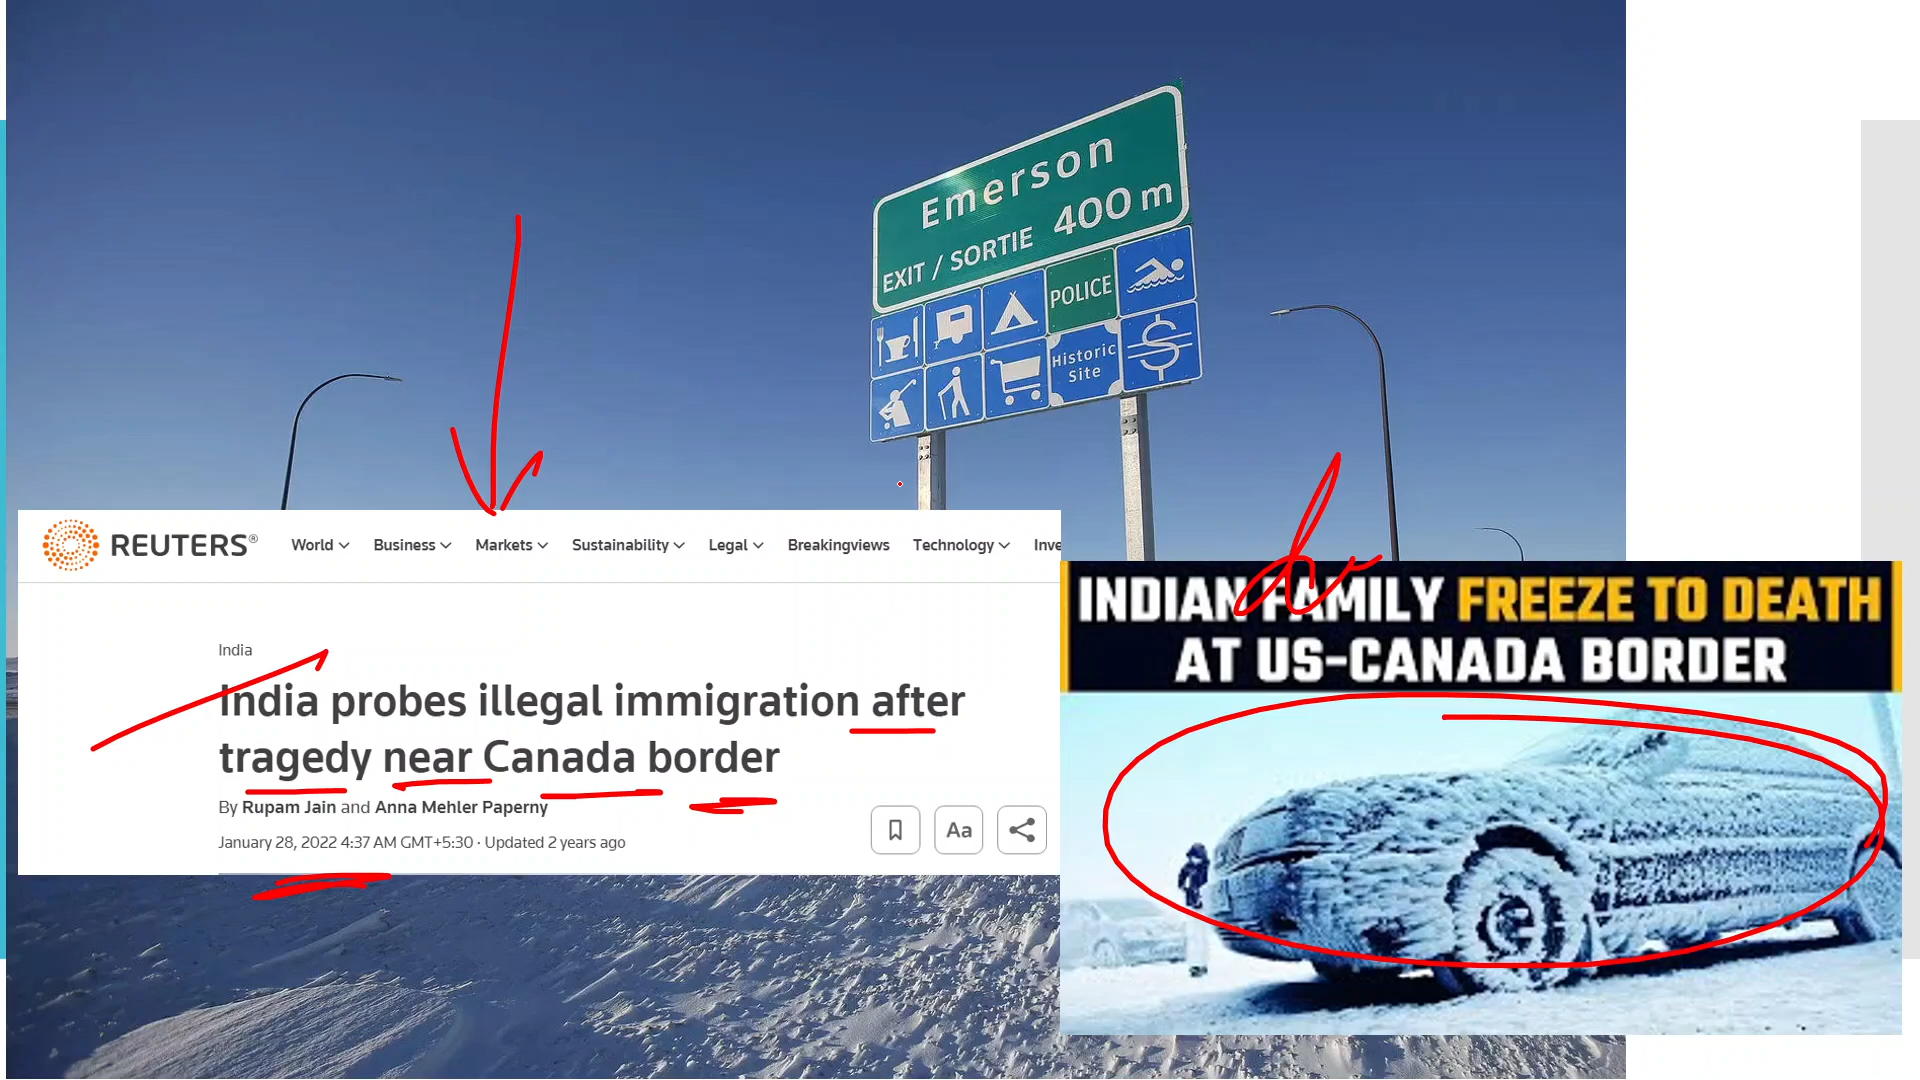 Emerson
EXIT / SORTIE 400 m
POLICE
Historic
Site
REUTERS®
World Business Markets Sustainability Legal Breakingviews Technology Inve
India
India probes illegal immigration after
tragedy near Canada border
By Rupam Jain and Anna Mehler Paperny
January 28, 2022 4:37 AM GMT+5:30 · Updated 2 years ago
Aa
INDIAN FAMILY FREEZE TO DEATH
AT US-CANADA BORDER